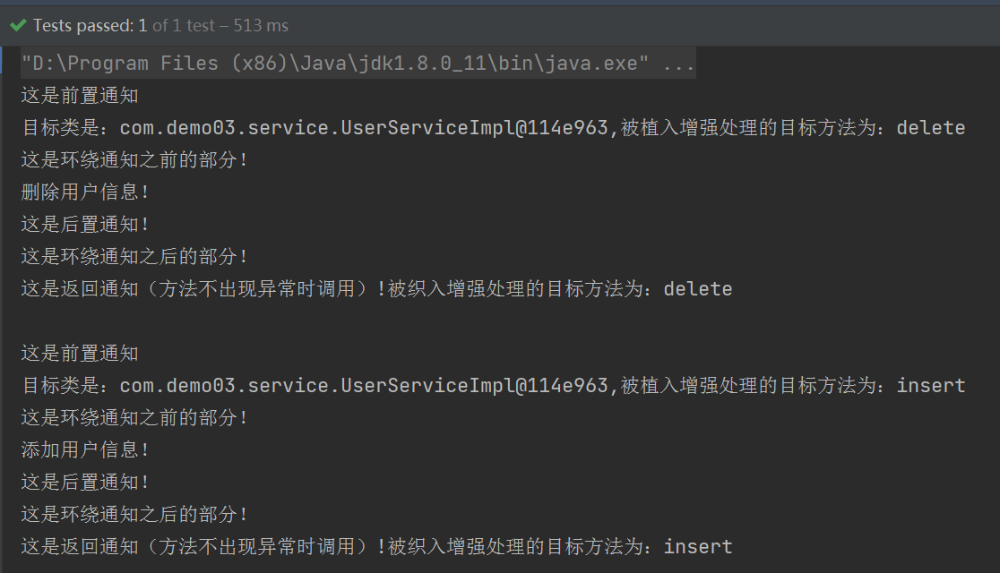 Tests passed: 1 of 1 test – 513 ms
"D:\Program Files (x86)\Java\jdk1.8.0_11\bin\java.exe" ...
这是前置通知
目标类是：com.demo03.service.UserServiceImpl@114e963,被植入增强处理的目标方法为：delete
这是环绕通知之前的部分!
删除用户信息!
这是后置通知!
这是环绕通知之后的部分!
这是返回通知（方法不出现异常时调用）!被织入增强处理的目标方法为：delete
这是前置通知
目标类是：com.demo03.service.UserServiceImpl@114e963,被植入增强处理的目标方法为：insert
这是环绕通知之前的部分!
添加用户信息!
这是后置通知!
这是环绕通知之后的部分!
这是返回通知（方法不出现异常时调用）!被织入增强处理的目标方法为：insert